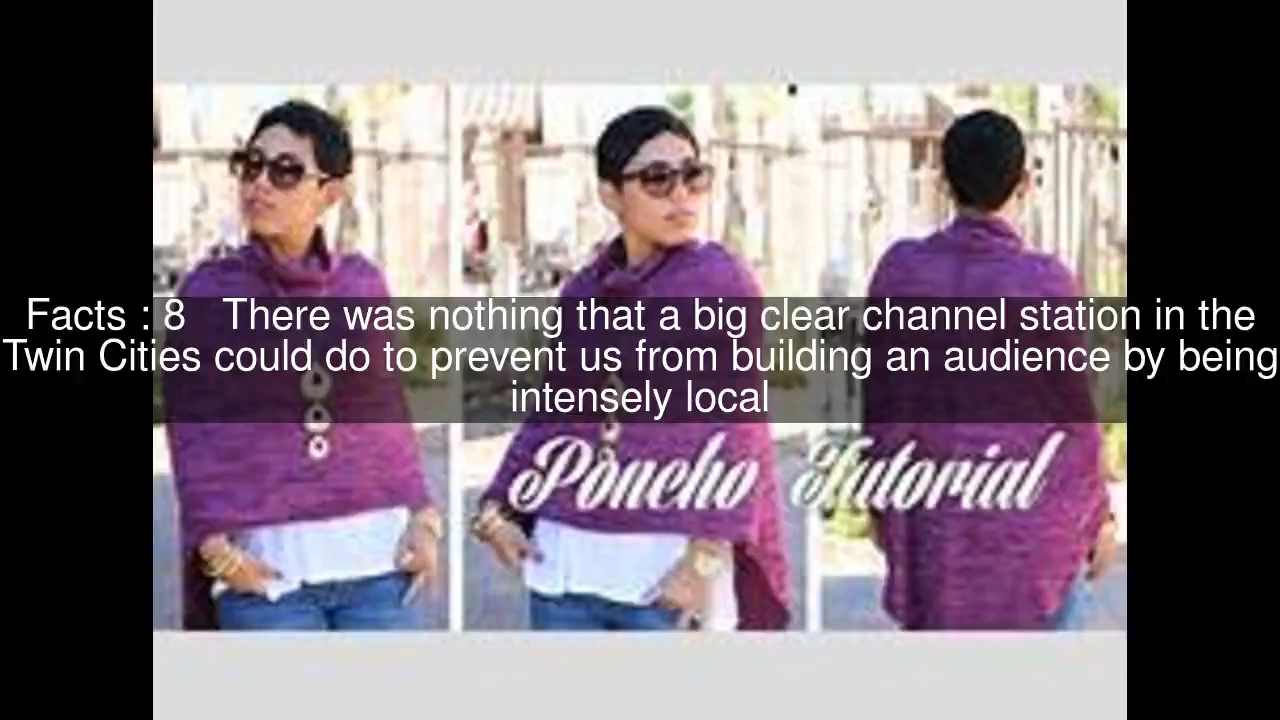 Facts : 8 There was nothing that a big clear channel station in the
Twin Cities could do to prevent us from building an audience by being
intensely local
Poncho Tutorial